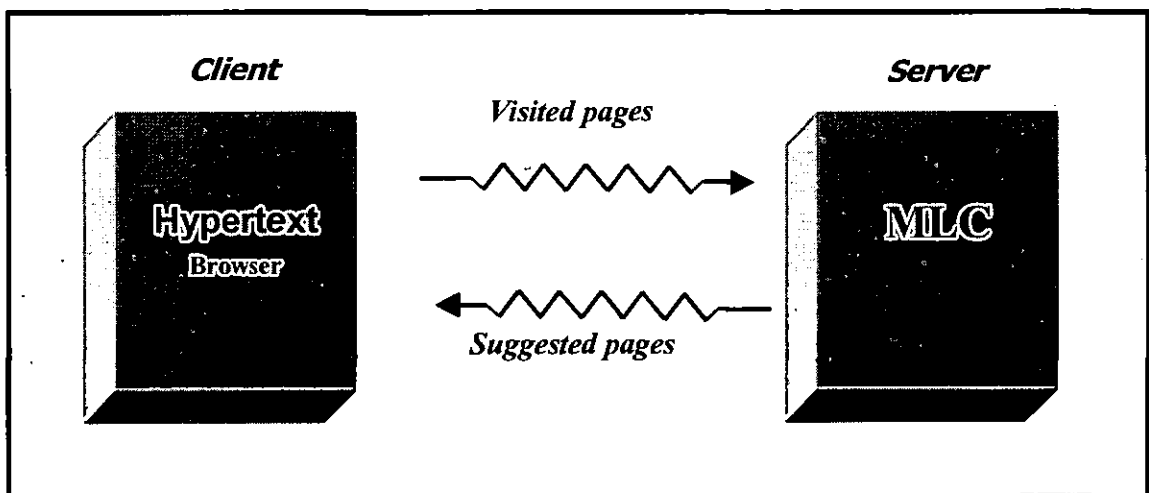 Client
Server
Visited pages
Hypertext
Browser
MLC
Suggested pages